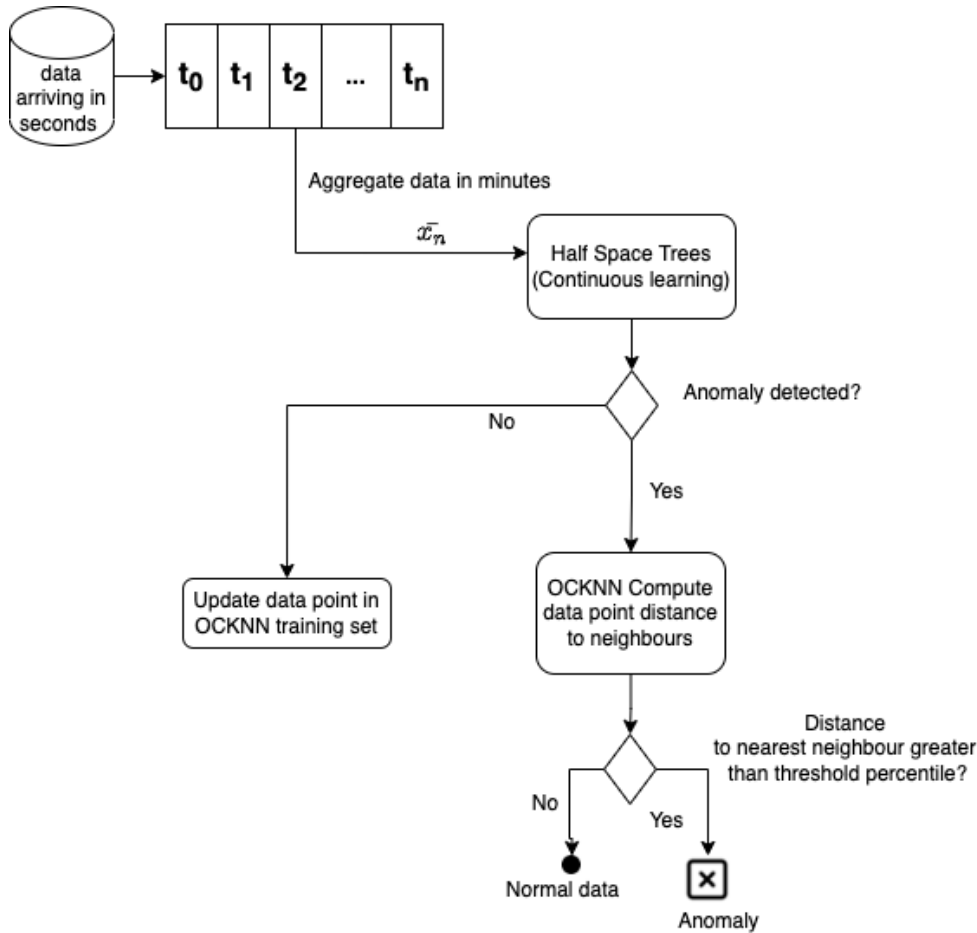 data
arriving in
seconds
t0 t1 t2 ... tn
Aggregate data in minutes
x̄n
Half Space Trees
(Continuous learning)
Anomaly detected?
No
Yes
Update data point in
OCKNN training set
OCKNN Compute
data point distance
to neighbours
Distance
to nearest neighbour greater
than threshold percentile?
No
Yes
Normal data
Anomaly